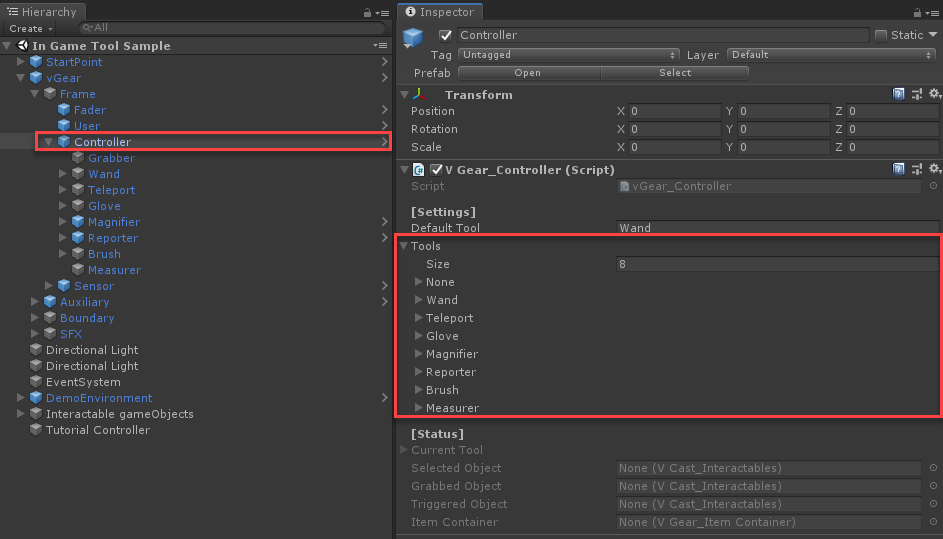 Hierarchy
Create
All
In Game Tool Sample
StartPoint
vGear
Frame
Fader
User
Controller
Grabber
Wand
Teleport
Glove
Magnifier
Reporter
Brush
Measurer
Sensor
Auxiliary
Boundary
SFX
Directional Light
Directional Light
EventSystem
DemoEnvironment
Interactable gameObjects
Tutorial Controller
Inspector
Controller Static
Tag Untagged Layer Default
Prefab Open Select
Transform
Position X 0 Y 0 Z 0
Rotation X 0 Y 0 Z 0
Scale X 0 Y 0 Z 0
V Gear_Controller (Script)
Script vGear_Controller
[Settings]
Default Tool Wand
Tools
Size 8
None
Wand
Teleport
Glove
Magnifier
Reporter
Brush
Measurer
[Status]
Current Tool
Selected Object None (V Cast_Interactables)
Grabbed Object None (V Cast_Interactables)
Triggered Object None (V Cast_Interactables)
Item Container None (V Gear_Item Container)